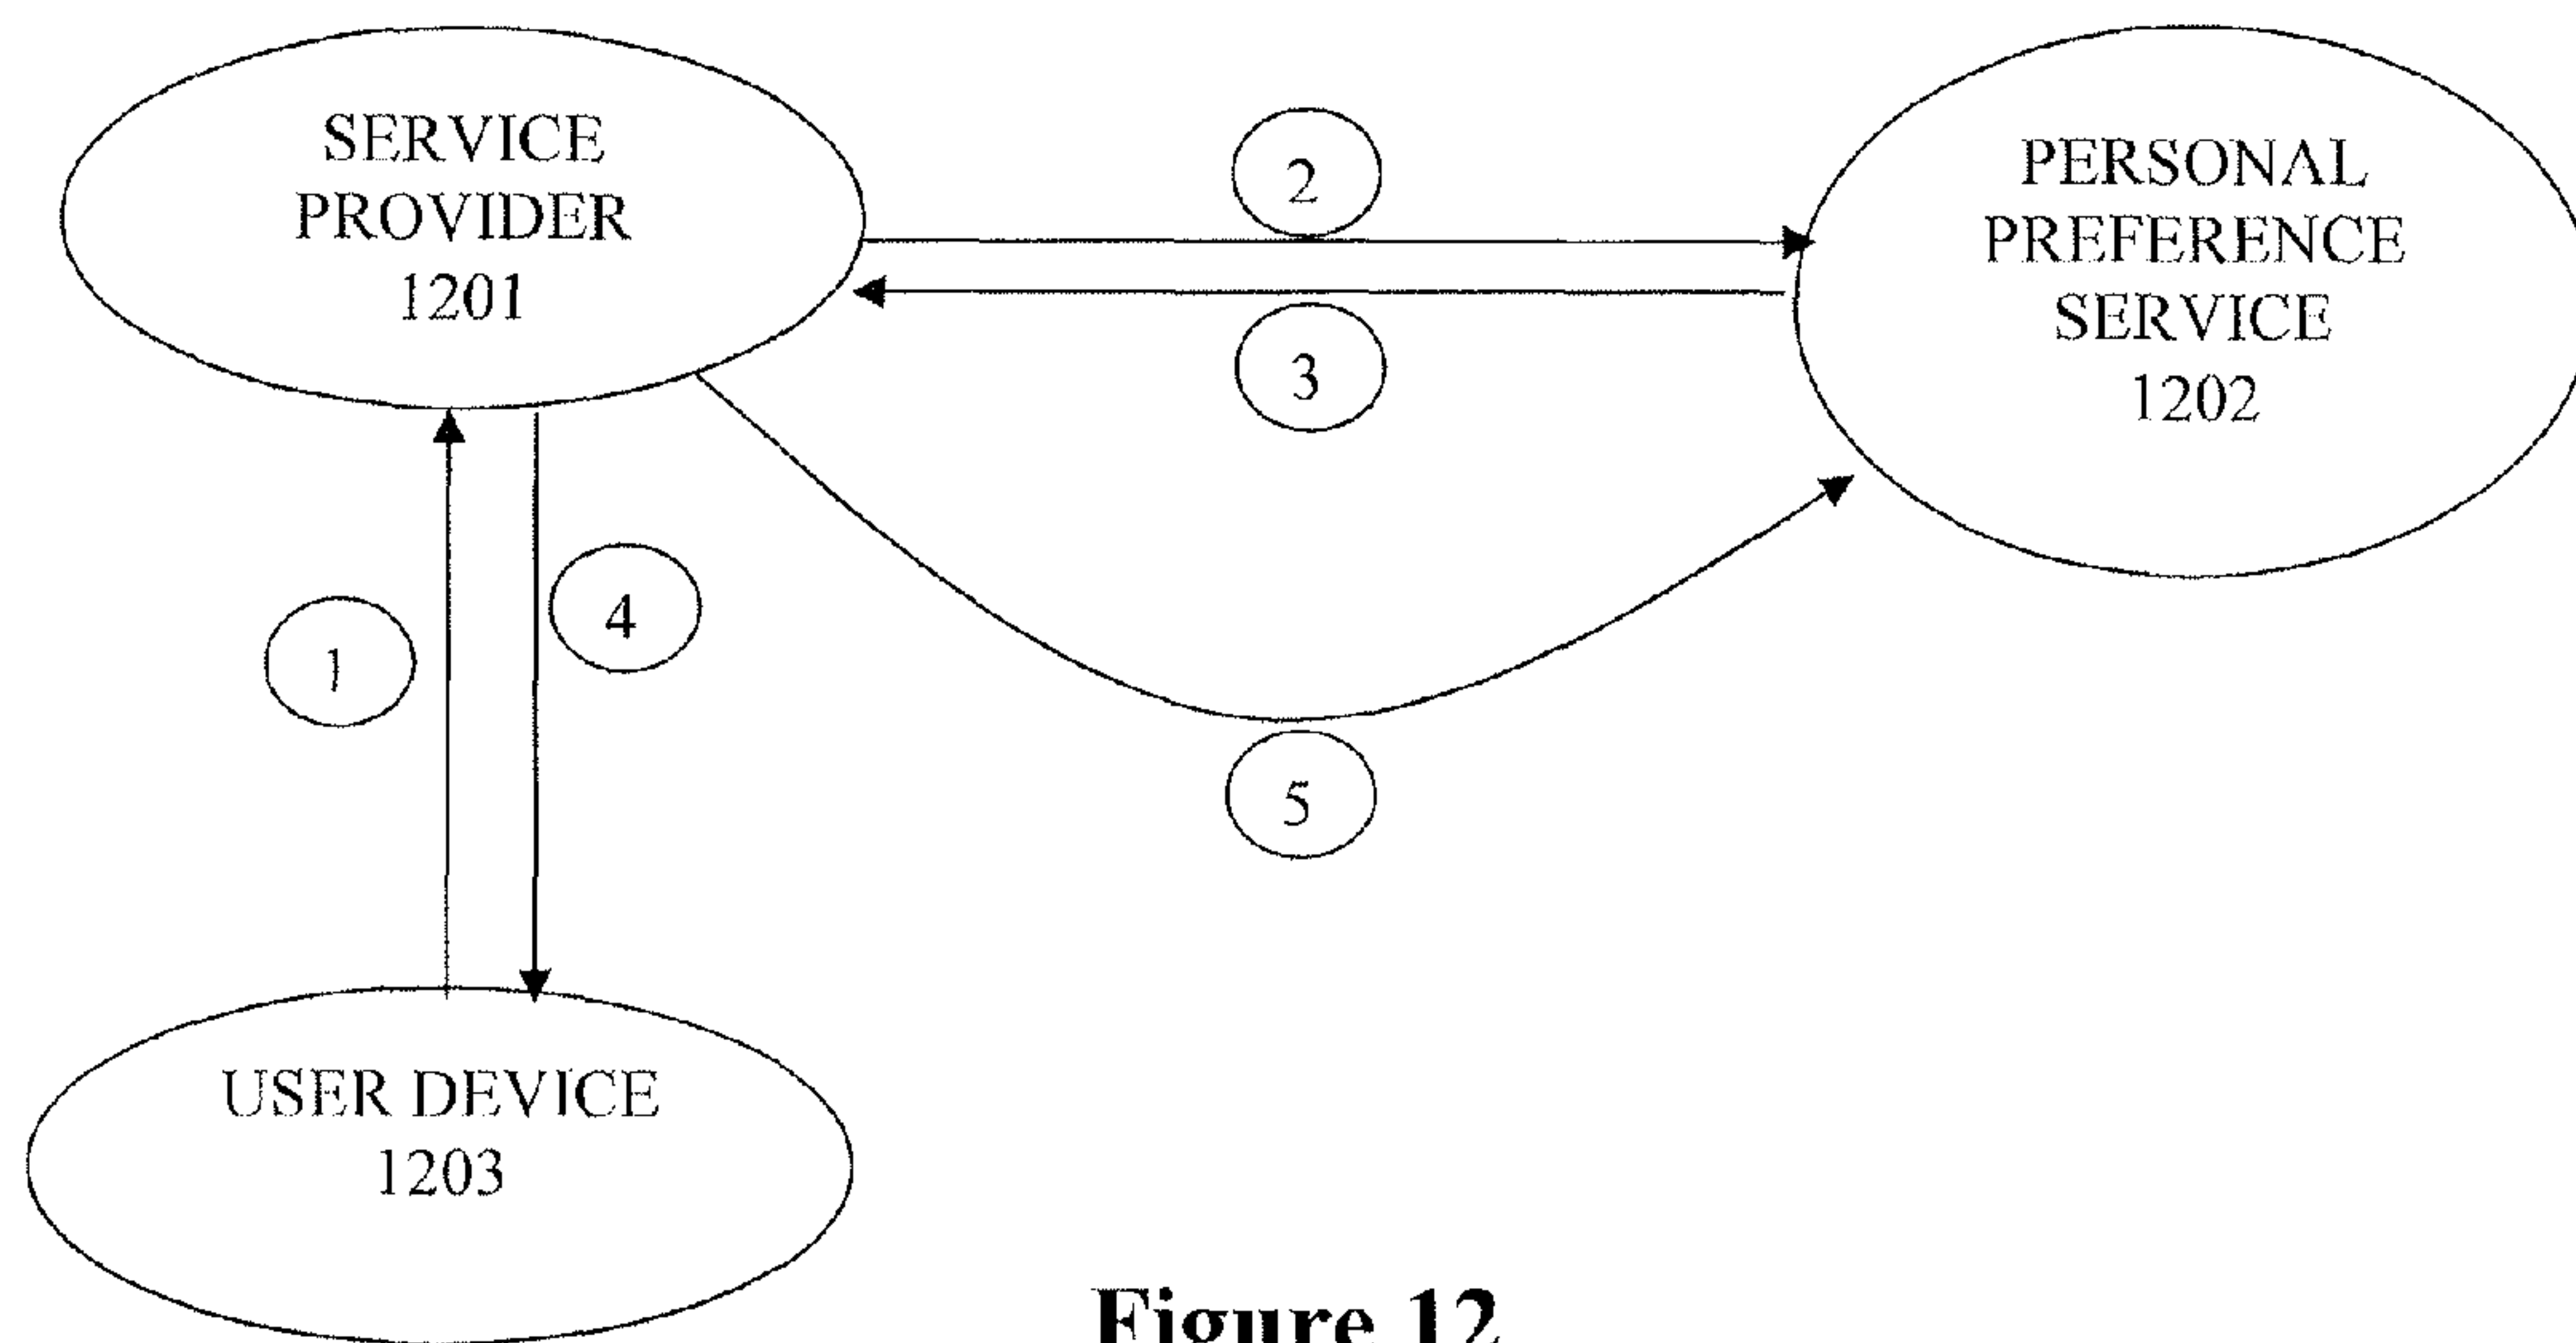 SERVICE
PROVIDER
1201
2
PERSONAL
PREFERENCE
SERVICE
1202
3
1
4
5
USER DEVICE
1203
Figure 12